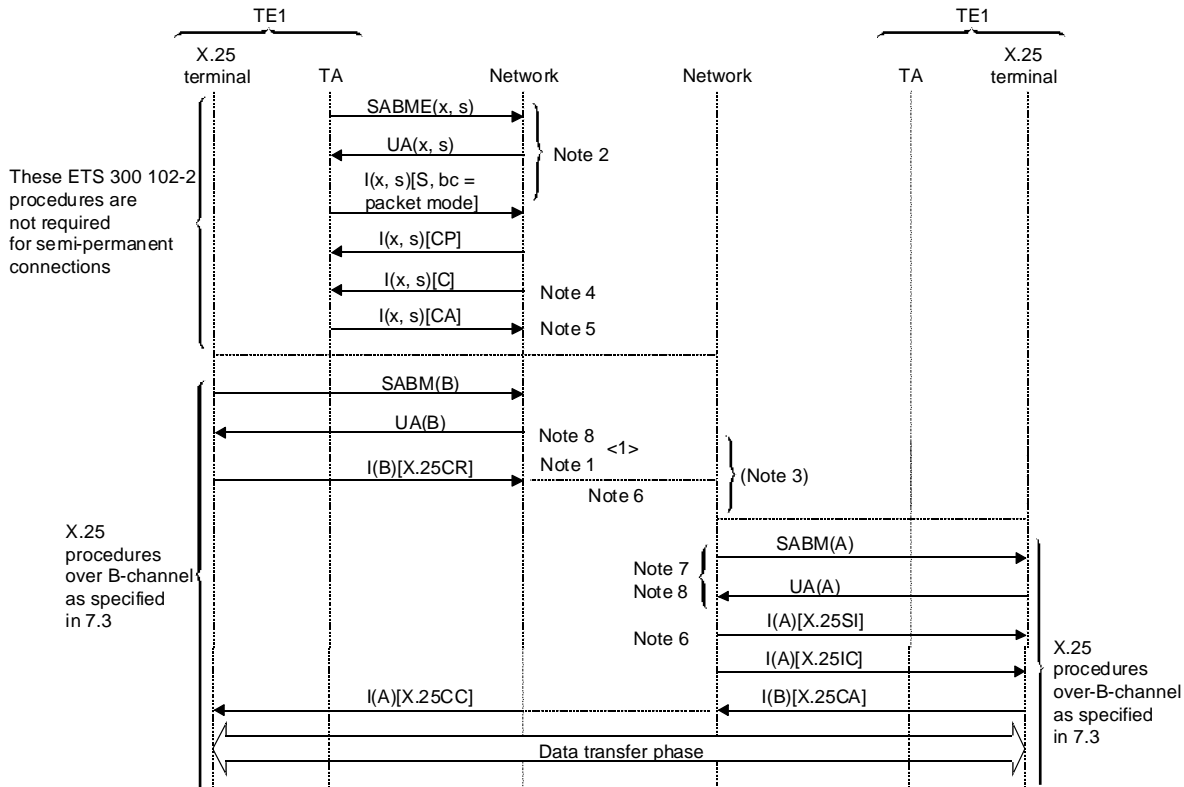 TE1
TE1
X.25
terminal
TA
Network
Network
TA
X.25
terminal
SABME(x, s)
UA(x, s)
Note 2
I(x, s)[S, bc =
packet mode]
These ETS 300 102-2
procedures are
not required
for semi-permanent
connections
I(x, s)[CP]
I(x, s)[C]
Note 4
I(x, s)[CA]
Note 5
SABM(B)
UA(B)
Note 8
<1>
I(B)[X.25CR]
Note 1
(Note 3)
Note 6
X.25
procedures
over B-channel
as specified
in 7.3
SABM(A)
Note 7
Note 8
UA(A)
I(A)[X.25SI]
Note 6
I(A)[X.25IC]
X.25
procedures
over-B-channel
as specified
in 7.3
I(A)[X.25CC]
I(B)[X.25CA]
Data transfer phase